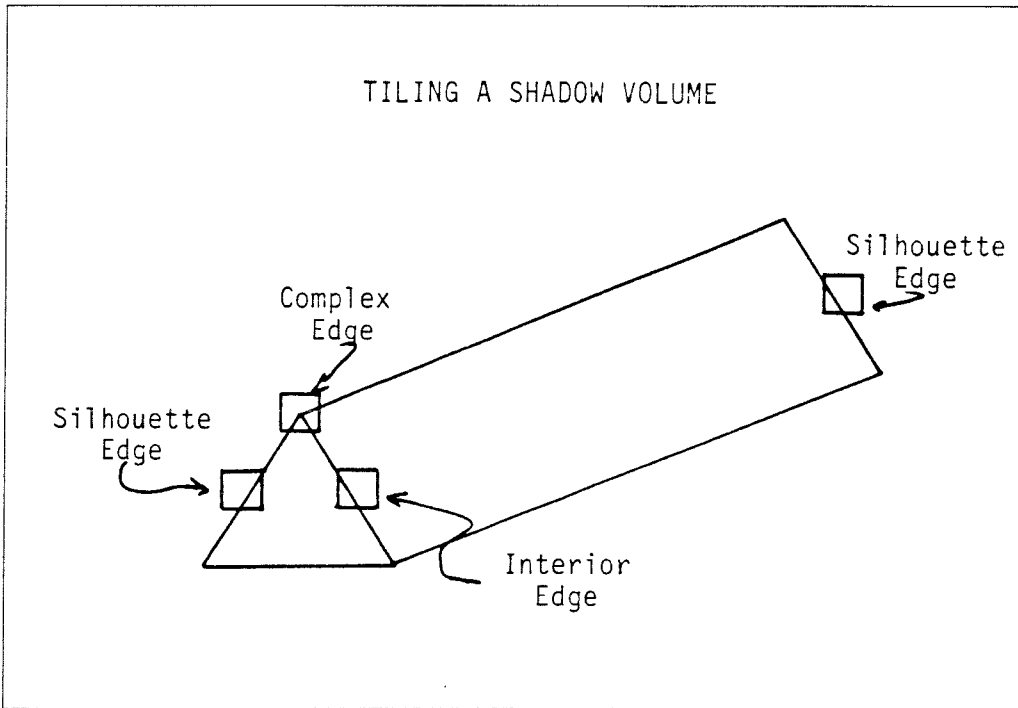 TILING A SHADOW VOLUME
Silhouette
Edge
Complex
Edge
Silhouette
Edge
Interior
Edge